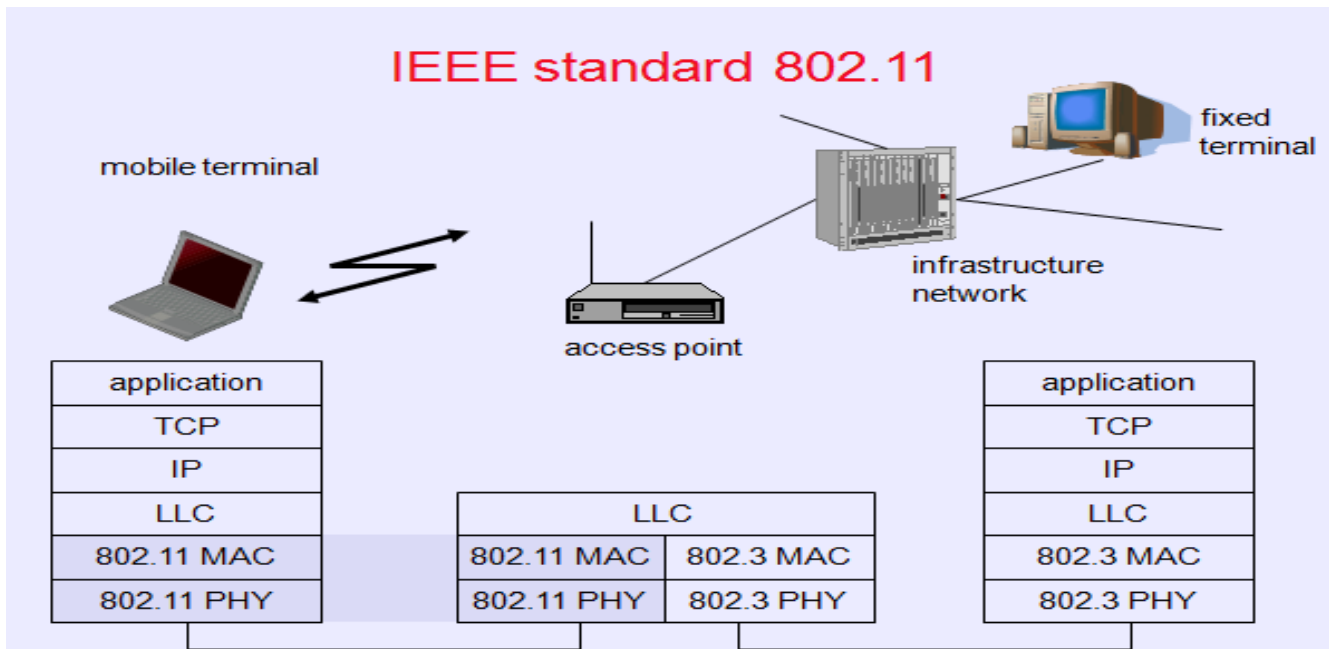 IEEE standard 802.11
fixed
terminal
mobile terminal
infrastructure
network
access point
application
TCP
IP
LLC
802.11 MAC
802.11 PHY
LLC
802.11 MAC
802.3 MAC
802.11 PHY
802.3 PHY
application
TCP
IP
LLC
802.3 MAC
802.3 PHY